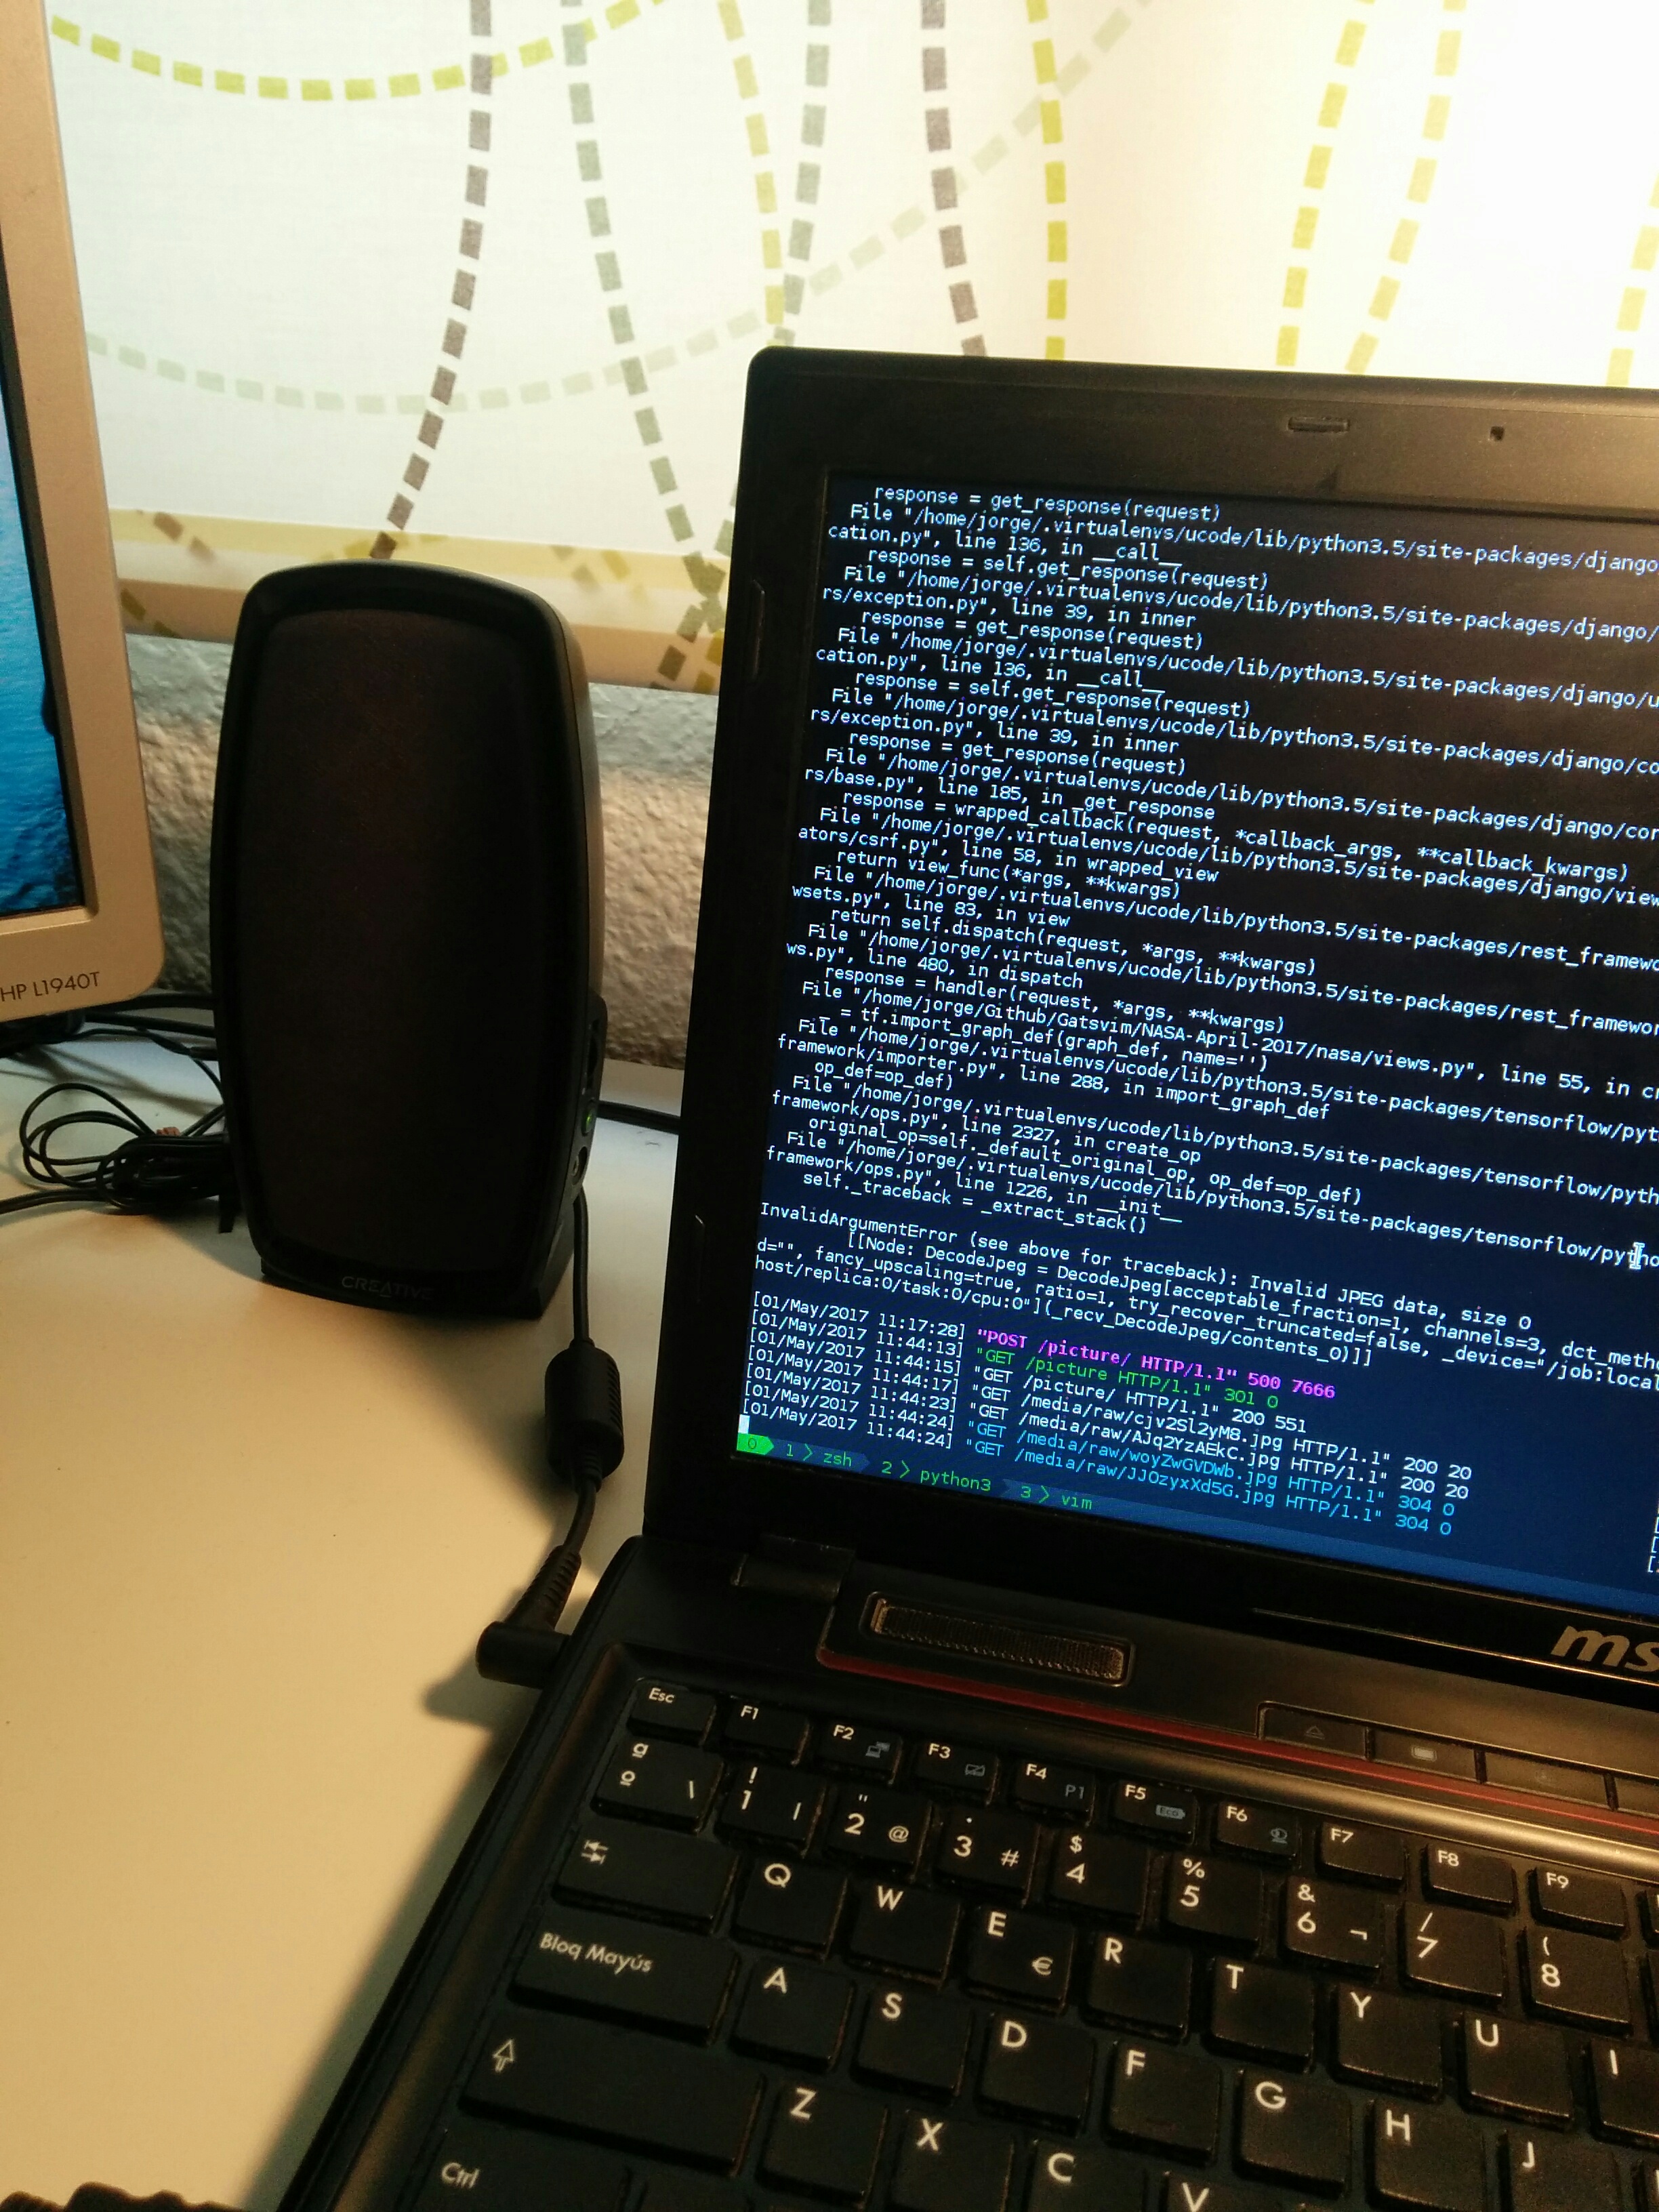 HP L1940T
CREATIVE
response = get_response(request)
File "/home/jorge/.virtualenvs/ucode/lib/python3.5/site-packages/django
cation.py", line 136, in __call__
response = self.get_response(request)
File "/home/jorge/.virtualenvs/ucode/lib/python3.5/site-packages/django/
rs/exception.py", line 39, in inner
response = get_response(request)
File "/home/jorge/.virtualenvs/ucode/lib/python3.5/site-packages/django/u
cation.py", line 136, in __call__
response = self.get_response(request)
File "/home/jorge/.virtualenvs/ucode/lib/python3.5/site-packages/django/co
rs/exception.py", line 39, in inner
response = get_response(request)
File "/home/jorge/.virtualenvs/ucode/lib/python3.5/site-packages/django/cor
rs/base.py", line 185, in _get_response
response = wrapped_callback(request, *callback_args, **callback_kwargs)
File "/home/jorge/.virtualenvs/ucode/lib/python3.5/site-packages/django/view
ators/csrf.py", line 58, in wrapped_view
return view_func(*args, **kwargs)
File "/home/jorge/.virtualenvs/ucode/lib/python3.5/site-packages/rest_framewo
wsets.py", line 83, in view
return self.dispatch(request, *args, **kwargs)
File "/home/jorge/.virtualenvs/ucode/lib/python3.5/site-packages/rest_framewor
ws.py", line 480, in dispatch
response = handler(request, *args, **kwargs)
File "/home/jorge/Github/Gatsvim/NASA-April-2017/nasa/views.py", line 55, in cr
_ = tf.import_graph_def(graph_def, name='')
File "/home/jorge/.virtualenvs/ucode/lib/python3.5/site-packages/tensorflow/pyt
framework/importer.py", line 288, in import_graph_def
op_def=op_def)
File "/home/jorge/.virtualenvs/ucode/lib/python3.5/site-packages/tensorflow/pyth
framework/ops.py", line 2327, in create_op
original_op=self._default_original_op, op_def=op_def)
File "/home/jorge/.virtualenvs/ucode/lib/python3.5/site-packages/tensorflow/pytho
framework/ops.py", line 1226, in __init__
self._traceback = _extract_stack()
InvalidArgumentError (see above for traceback): Invalid JPEG data, size 0
[[Node: DecodeJpeg = DecodeJpeg[acceptable_fraction=1, channels=3, dct_metho
d="", fancy_upscaling=true, ratio=1, try_recover_truncated=false, _device="/job:local
host/replica:0/task:0/cpu:0"](_recv_DecodeJpeg/contents_0)]]
[01/May/2017 11:17:28] "POST /picture/ HTTP/1.1" 500 7666
[01/May/2017 11:44:13] "GET /picture HTTP/1.1" 301 0
[01/May/2017 11:44:15] "GET /picture/ HTTP/1.1" 200 551
[01/May/2017 11:44:17] "GET /media/raw/cjv2Sl2yM8.jpg HTTP/1.1" 200 20
[01/May/2017 11:44:23] "GET /media/raw/AJq2YzAEkC.jpg HTTP/1.1" 200 20
[01/May/2017 11:44:24] "GET /media/raw/woyZwGVDWb.jpg HTTP/1.1" 304 0
[01/May/2017 11:44:24] "GET /media/raw/JJOzyxXd5G.jpg HTTP/1.1" 304 0
0 1 > zsh 2 > python3 3 > vim
ms
Esc F1 F2 F3 F4 P1 F5 Eco F6 F7 F8 F9
ª º \ ! 1 | " 2 @ · 3 # $ 4 % 5 & 6 ¬ / 7 ( 8
Q W E € R T Y U I
Bloq Mayús A S D F G H J
Z X C V
Ctrl